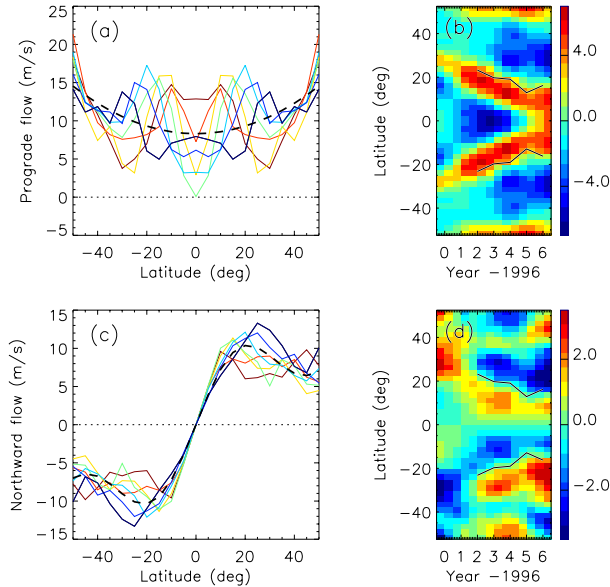 (a)
Prograde flow (m/s)
25
20
15
10
5
0
−5
−40 −20 0 20 40
Latitude (deg)
(b)
Latitude (deg)
40
20
0
−20
−40
0 1 2 3 4 5 6
Year −1996
4.0
0.0
−4.0
(c)
Northward flow (m/s)
15
10
5
0
−5
−10
−15
−40 −20 0 20 40
Latitude (deg)
(d)
Latitude (deg)
40
20
0
−20
−40
0 1 2 3 4 5 6
Year −1996
2.0
0.0
−2.0